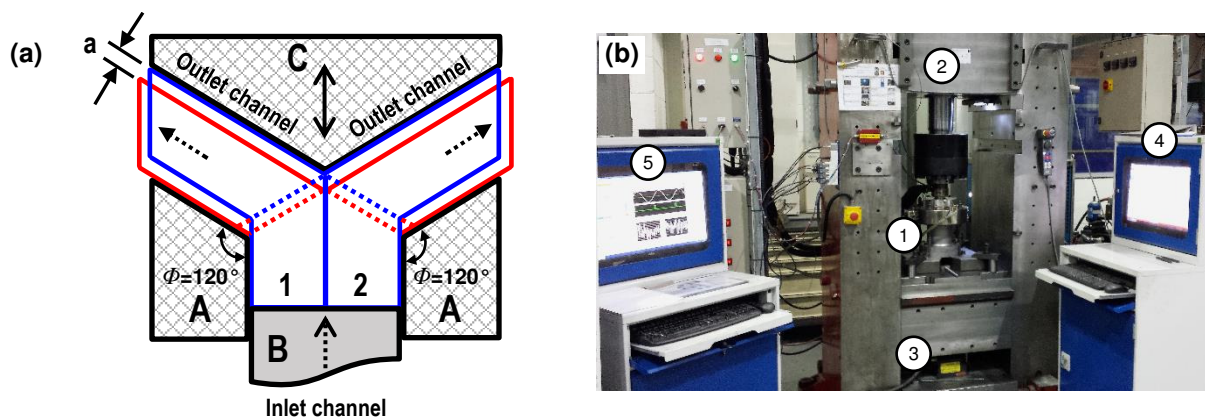 (a)
a
C
Outlet channel
Outlet channel
Φ=120°
A
1
2
Φ=120°
A
B
Inlet channel
(b)
2
5
4
1
3